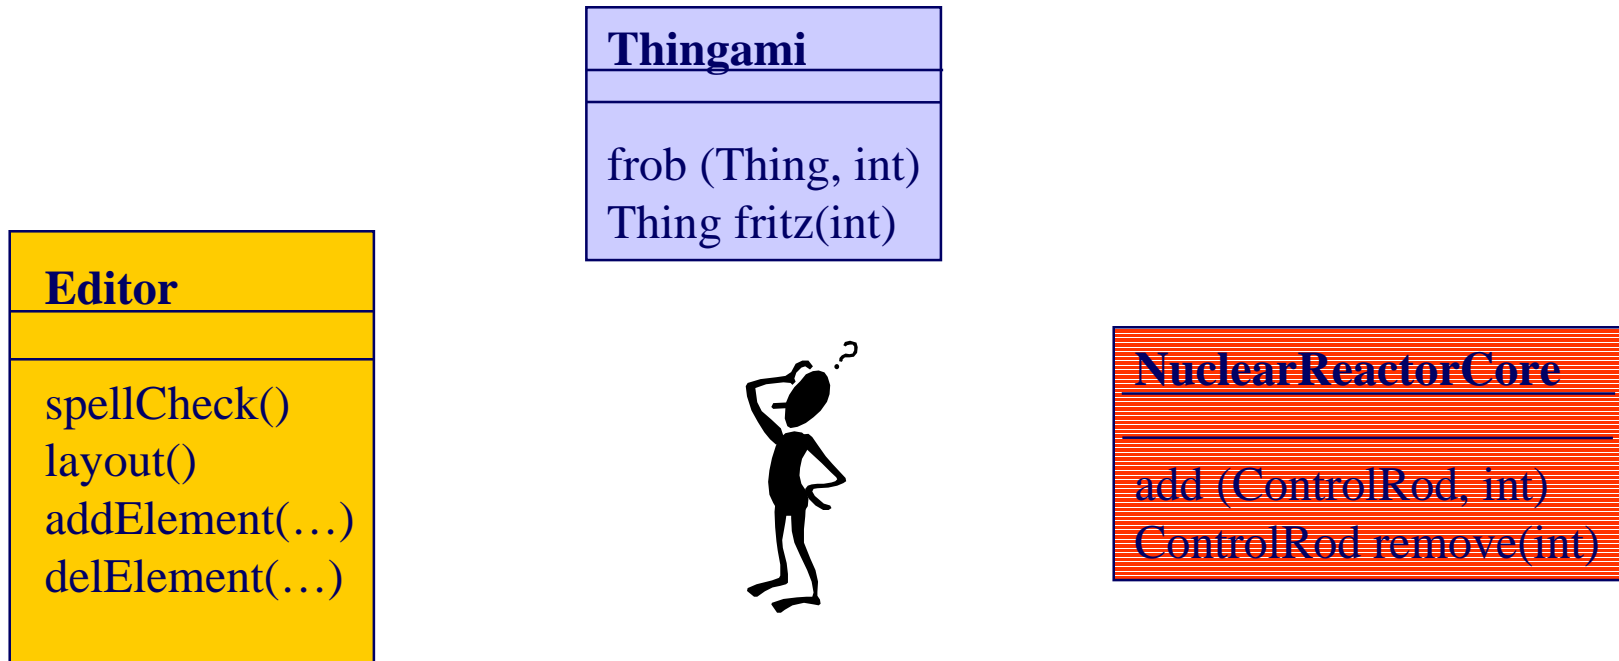 Thingami
frob (Thing, int)
Thing fritz(int)
Editor
spellCheck()
layout()
addElement(…)
delElement(…)
?
NuclearReactorCore
add (ControlRod, int)
ControlRod remove(int)